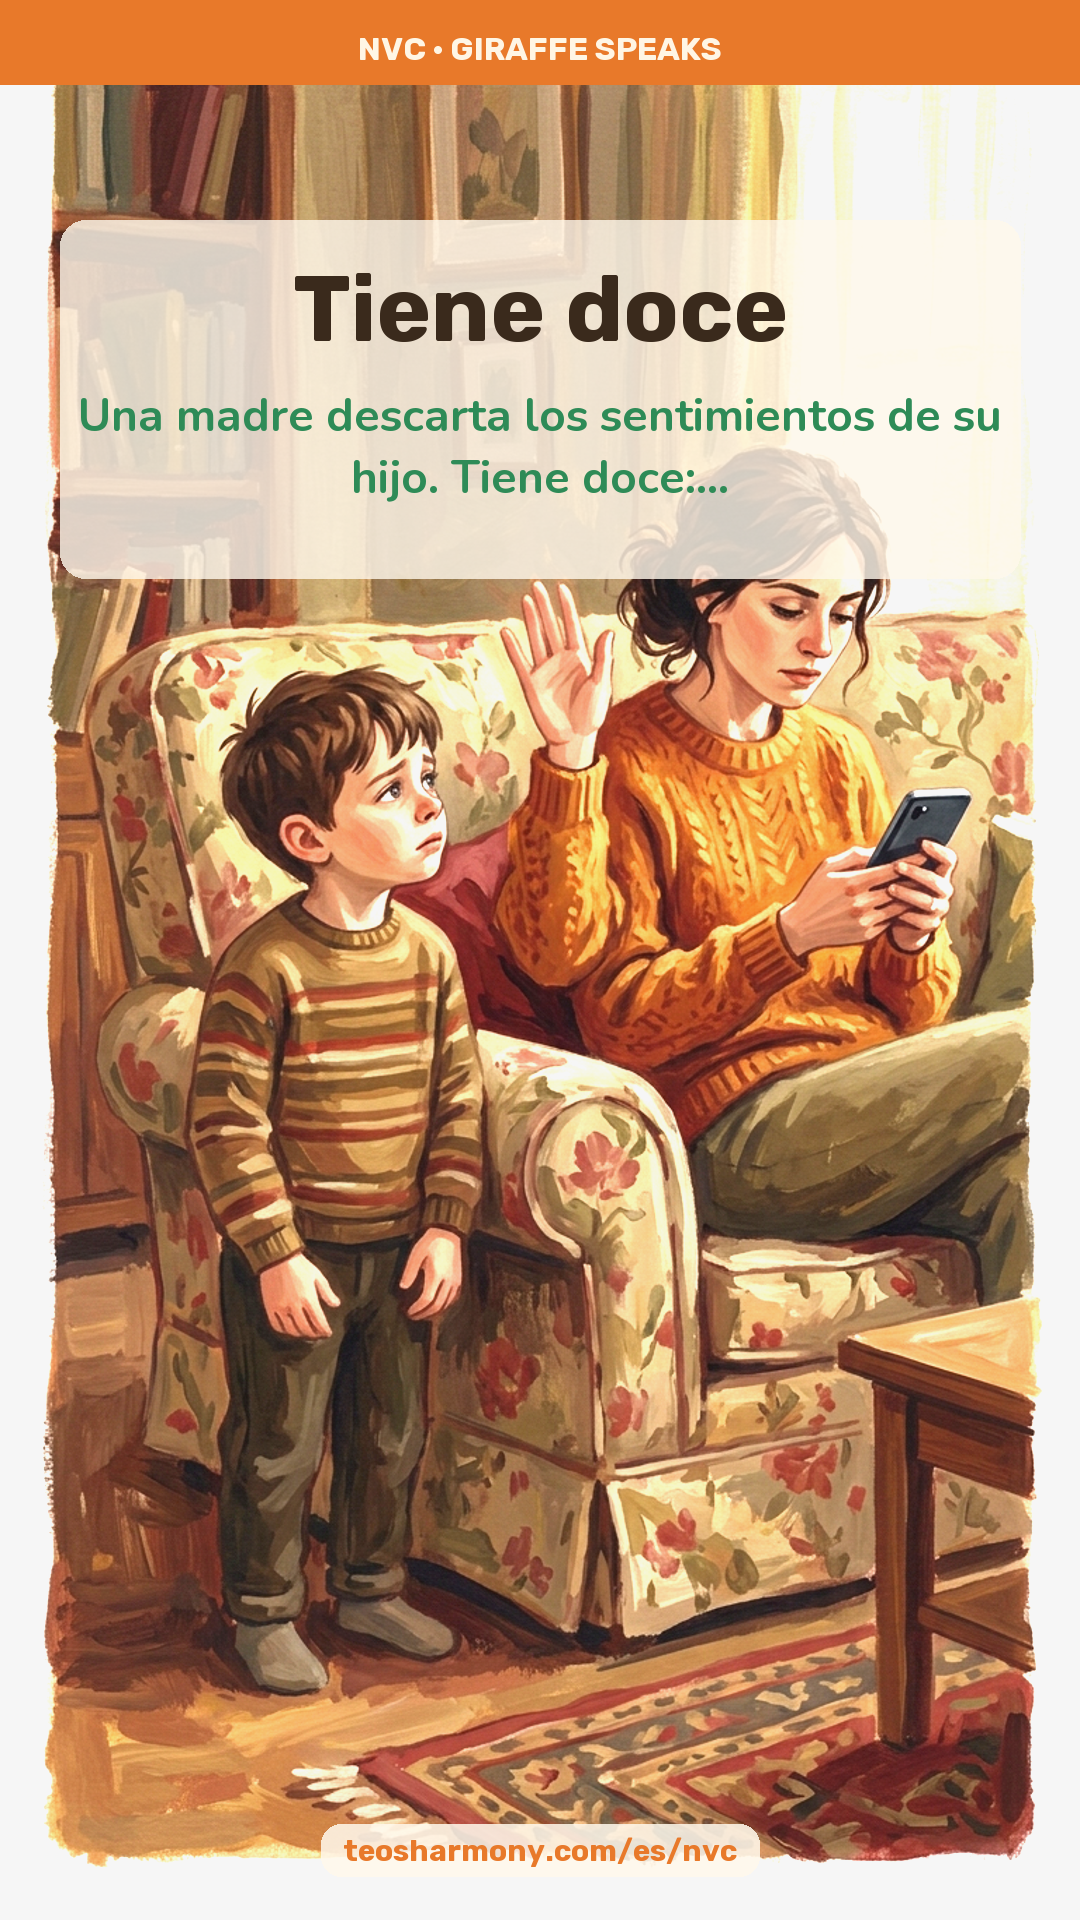 NVC • GIRAFFE SPEAKS
Tiene doce
Una madre descarta los sentimientos de su
hijo. Tiene doce:...
teosharmony.com/es/nvc